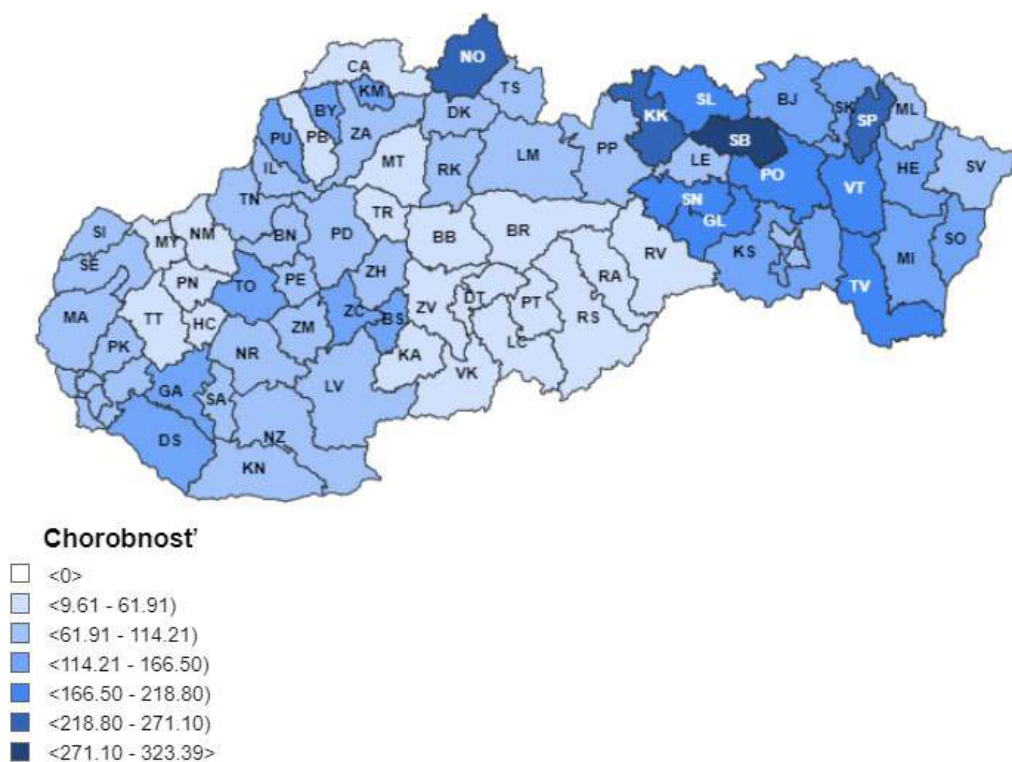 NO
CA
TS
KM
BY
PB
PU
ZA
DK
IL
MT
RK
LM
PP
KK
SL
BJ
SK
SP
ML
SB
LE
PO
VT
HE
SV
SN
GL
KS
MI
SO
TV
TN
TR
BN
PD
BB
BR
RV
RA
SI
MY
NM
SE
PN
TO
PE
ZH
ZV
DT
PT
RS
MA
TT
HC
ZM
ZC
BS
PK
NR
KA
LC
VK
GA
SA
LV
DS
NZ
KN
Chorobnosť
<0>
<9.61 - 61.91)
<61.91 - 114.21)
<114.21 - 166.50)
<166.50 - 218.80)
<218.80 - 271.10)
<271.10 - 323.39>